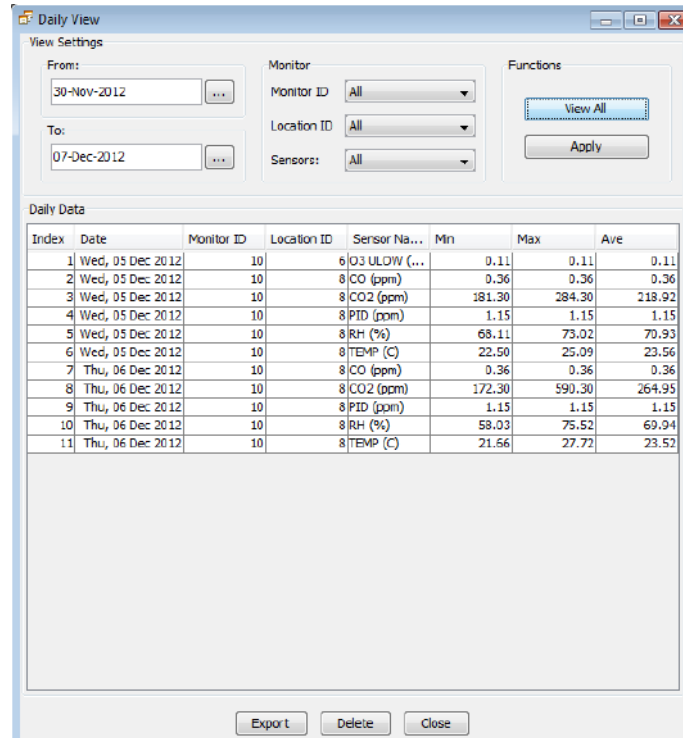 Daily View
View Settings
From:
30-Nov-2012
...
To:
07-Dec-2012
...
Monitor
Monitor ID All
Location ID All
Sensors: All
Functions
View All
Apply
Daily Data
Index Date Monitor ID Location ID Sensor Na... Min Max Ave
1 Wed, 05 Dec 2012 10 6 O3 ULOW (... 0.11 0.11 0.11
2 Wed, 05 Dec 2012 10 8 CO (ppm) 0.36 0.36 0.36
3 Wed, 05 Dec 2012 10 8 CO2 (ppm) 181.30 284.30 218.92
4 Wed, 05 Dec 2012 10 8 PID (ppm) 1.15 1.15 1.15
5 Wed, 05 Dec 2012 10 8 RH (%) 68.11 73.02 70.93
6 Wed, 05 Dec 2012 10 8 TEMP (C) 22.50 25.09 23.56
7 Thu, 06 Dec 2012 10 8 CO (ppm) 0.36 0.36 0.36
8 Thu, 06 Dec 2012 10 8 CO2 (ppm) 172.30 590.30 264.95
9 Thu, 06 Dec 2012 10 8 PID (ppm) 1.15 1.15 1.15
10 Thu, 06 Dec 2012 10 8 RH (%) 58.03 75.52 69.94
11 Thu, 06 Dec 2012 10 8 TEMP (C) 21.66 27.72 23.52
Export Delete Close